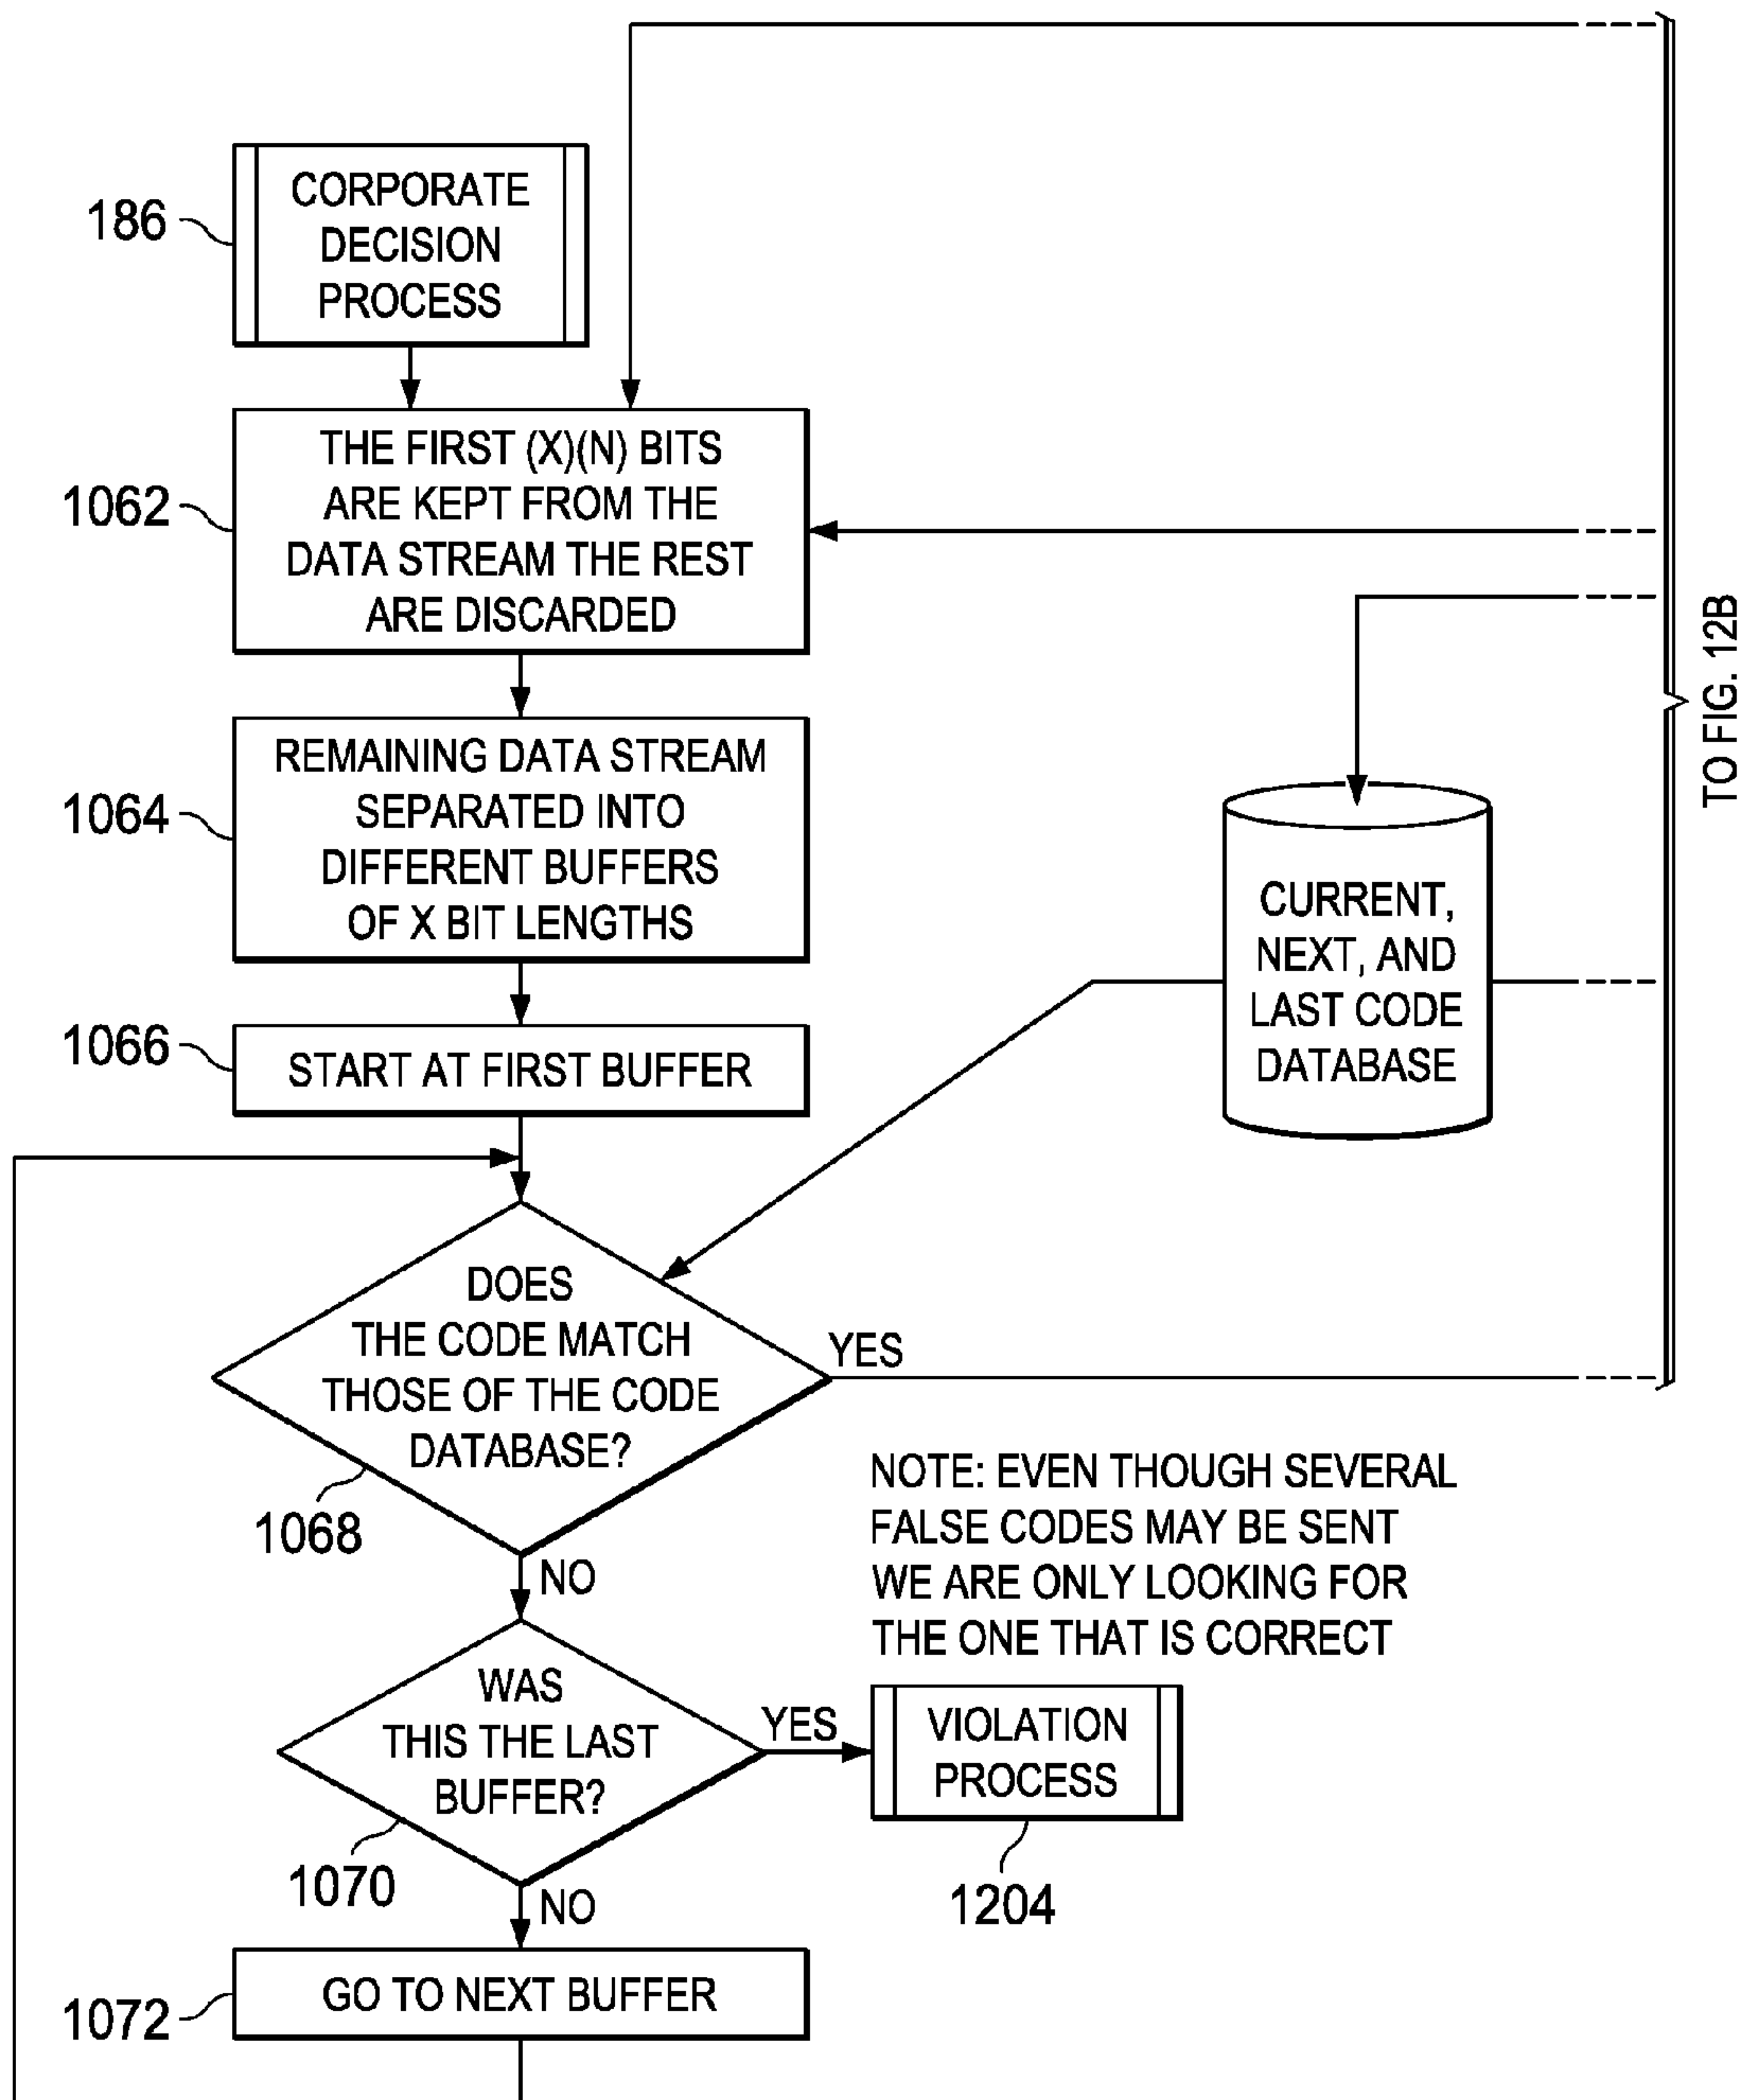 CORPORATE
DECISION
PROCESS
186
THE FIRST (X)(N) BITS
ARE KEPT FROM THE
DATA STREAM THE REST
ARE DISCARDED
1062
REMAINING DATA STREAM
SEPARATED INTO
DIFFERENT BUFFERS
OF X BIT LENGTHS
1064
TO FIG. 12B
CURRENT,
NEXT, AND
LAST CODE
DATABASE
START AT FIRST BUFFER
1066
DOES
THE CODE MATCH
THOSE OF THE CODE
DATABASE?
YES
1068
NO
NOTE: EVEN THOUGH SEVERAL
FALSE CODES MAY BE SENT
WE ARE ONLY LOOKING FOR
THE ONE THAT IS CORRECT
WAS
THIS THE LAST
BUFFER?
YES
VIOLATION
PROCESS
1070
1204
NO
GO TO NEXT BUFFER
1072